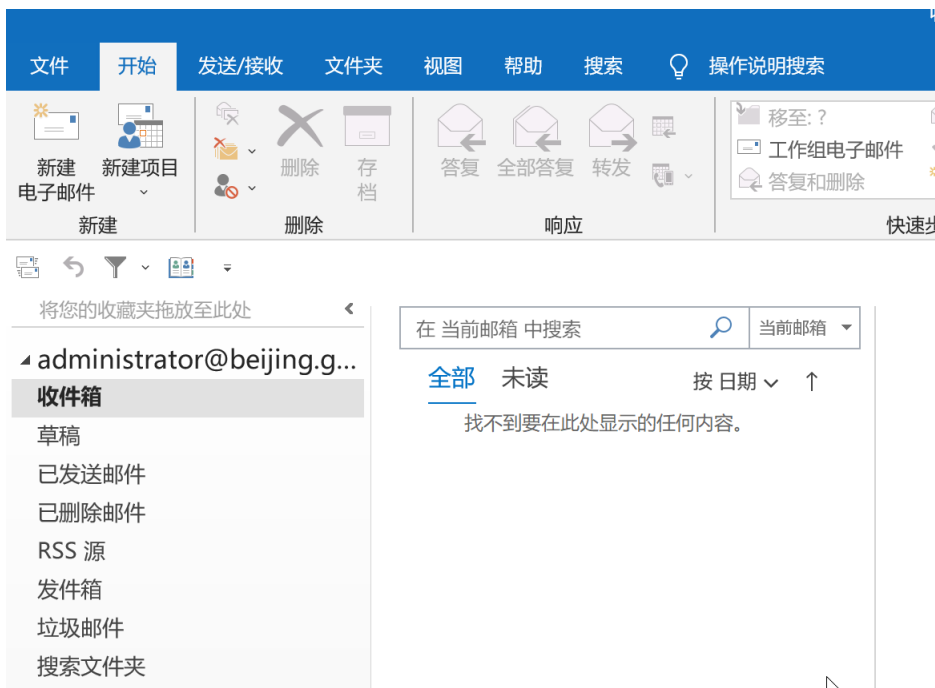 文件 开始 发送/接收 文件夹 视图 帮助 搜索 操作说明搜索
新建
电子邮件
新建项目
删除
存
档
答复 全部答复 转发
移至: ?
工作组电子邮件
答复和删除
新建 删除 响应 快速
将您的收藏夹拖放至此处
在 当前邮箱 中搜索 当前邮箱
administrator@beijing.g...
全部 未读 按 日期
收件箱
找不到要在此处显示的任何内容。
草稿
已发送邮件
已删除邮件
RSS 源
发件箱
垃圾邮件
搜索文件夹